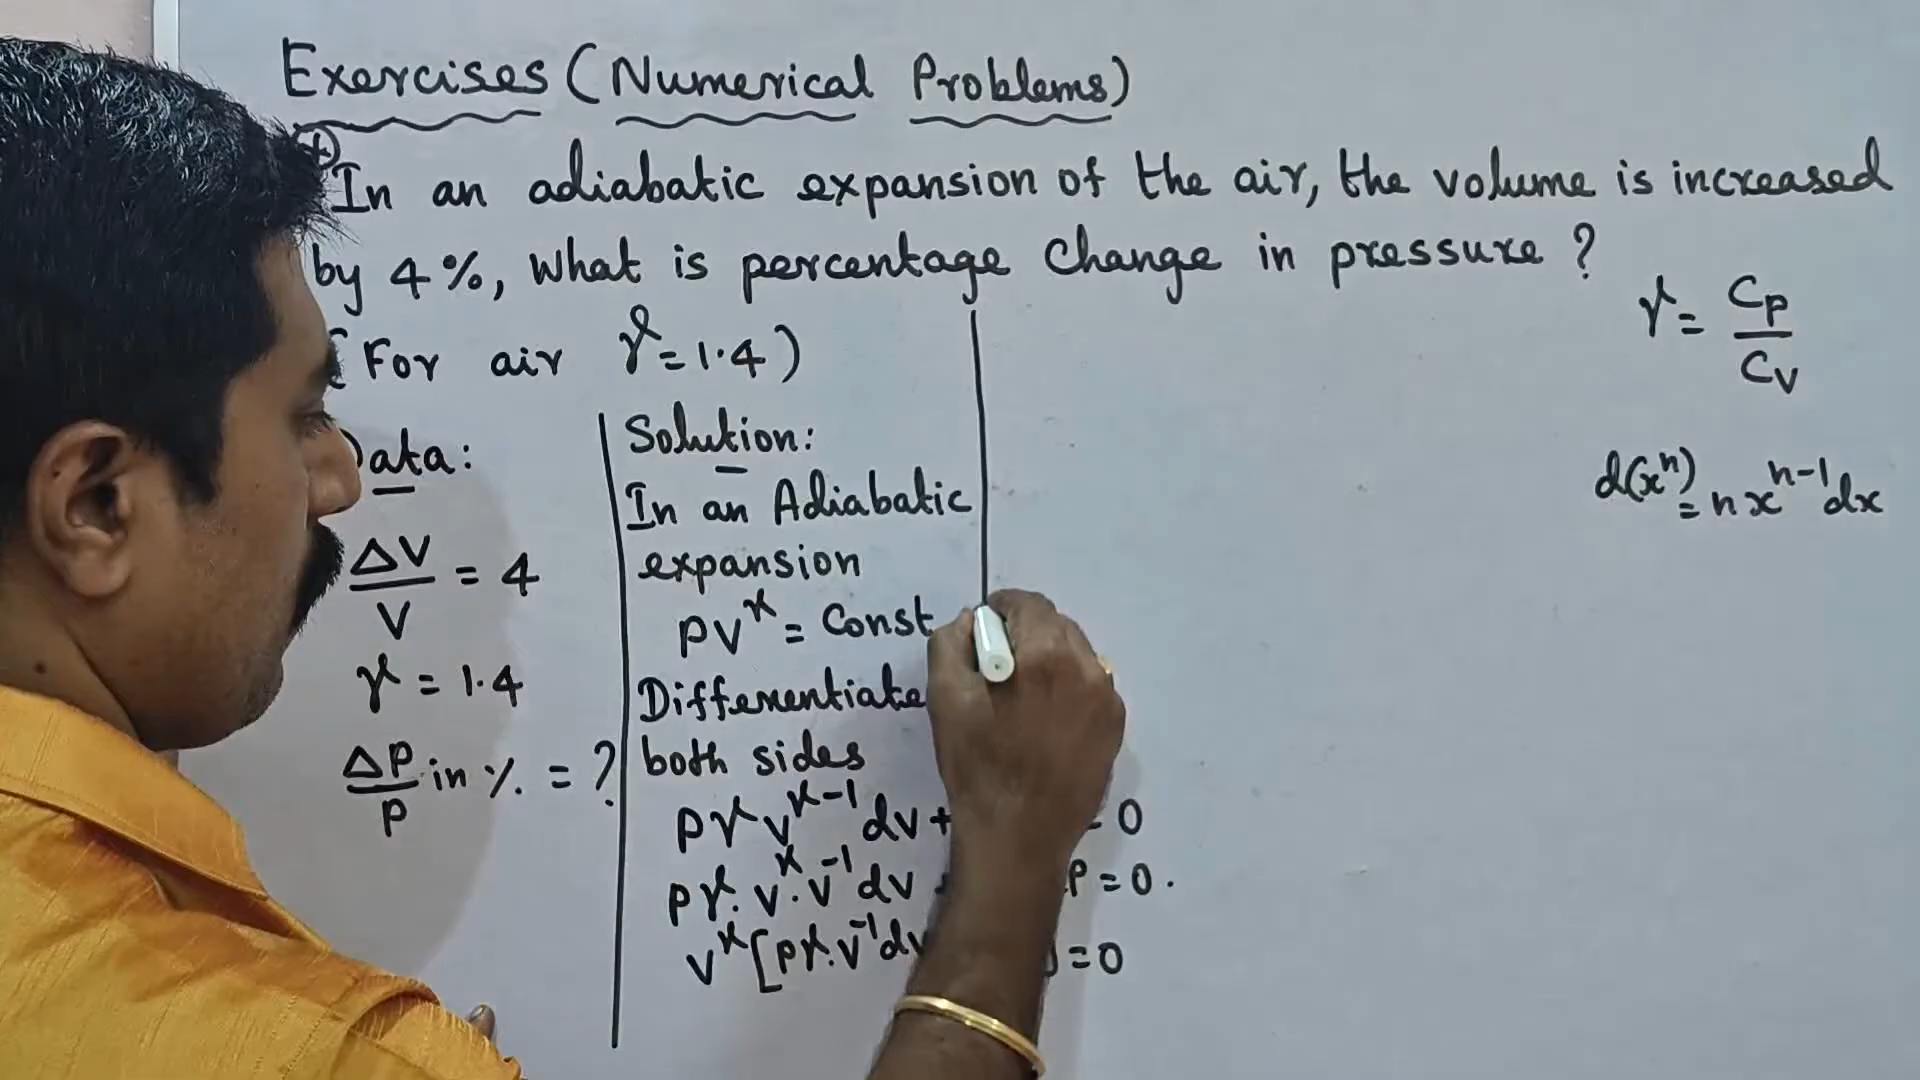 Exercises (Numerical Problems)
In an adiabatic expansion of the air, the volume is increased
by 4%, What is percentage change in pressure ?
(For air γ = 1.4)
Data:
ΔV/V = 4
γ = 1.4
ΔP/P in % = ?
Solution:
In an Adiabatic
expansion
PV^γ = Const
Differentiate
both sides
Pγ V^γ-1 dV + = 0
Pγ. V^γ. V^-1 dV P = 0.
V^γ [Pγ. V^-1 dV = 0
γ = Cp/Cv
d(x^n) = n x^n-1 dx